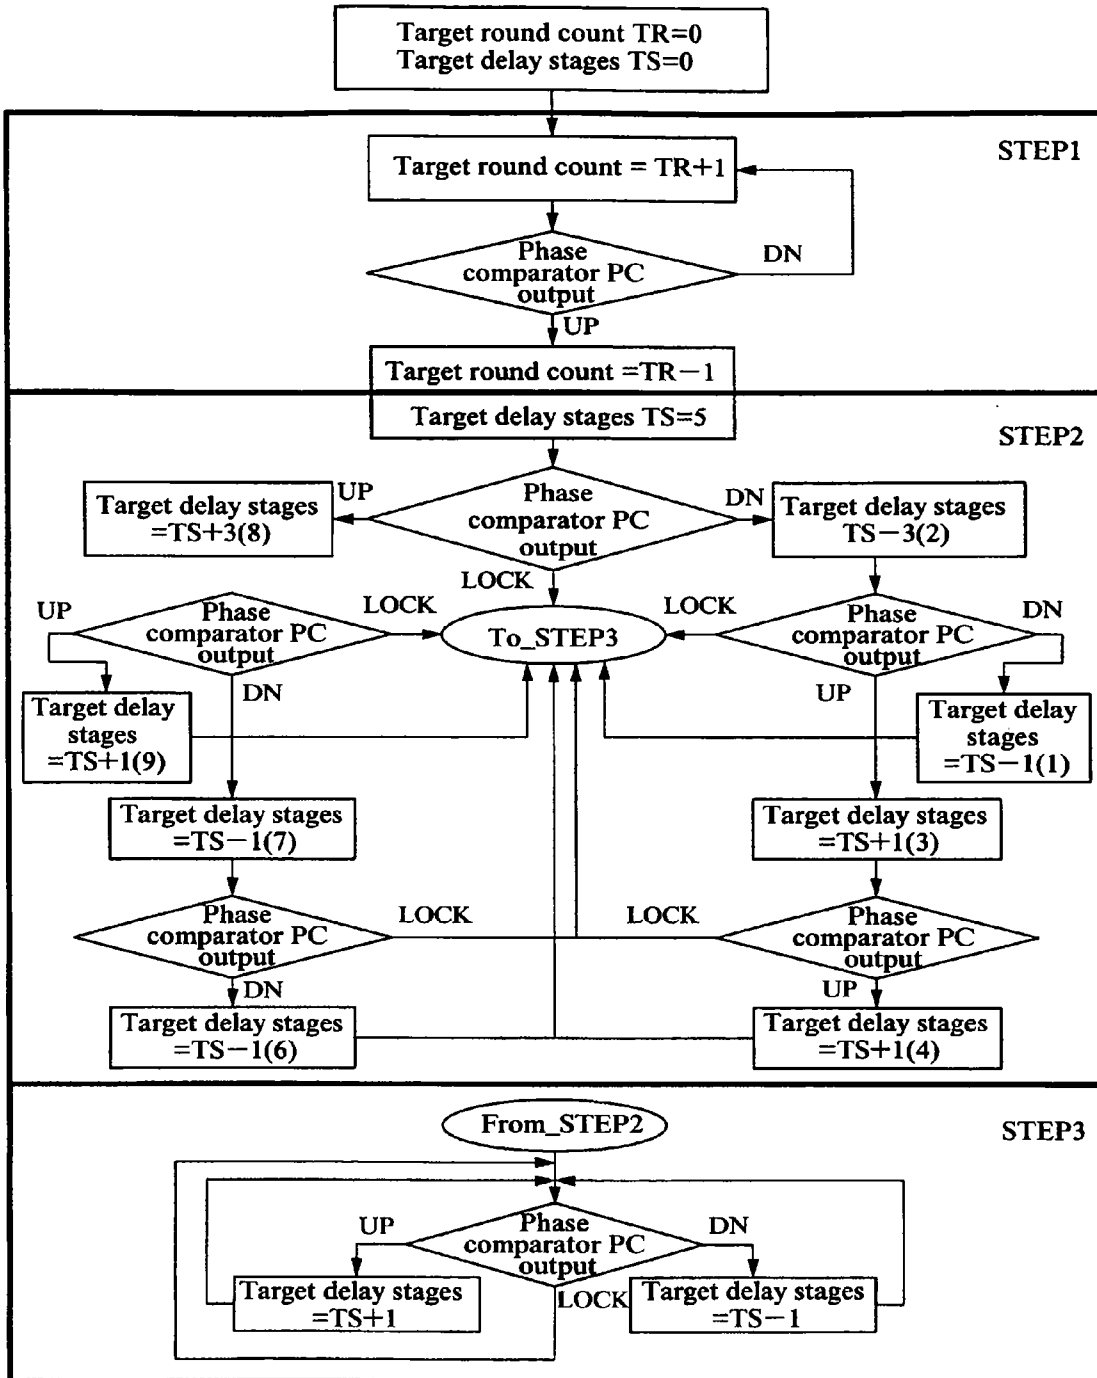 Target round count TR=0
Target delay stages TS=0
STEP1
Target round count = TR+1
Phase
comparator PC
output
DN
UP
Target round count =TR−1
Target delay stages TS=5
STEP2
Phase
comparator PC
output
UP
DN
LOCK
Target delay stages
=TS+3(8)
Target delay stages
TS−3(2)
UP
Phase
comparator PC
output
LOCK
DN
To_STEP3
LOCK
Phase
comparator PC
output
DN
UP
Target delay
stages
=TS+1(9)
Target delay
stages
=TS−1(1)
Target delay stages
=TS−1(7)
Target delay stages
=TS+1(3)
Phase
comparator PC
output
LOCK
DN
LOCK
Phase
comparator PC
output
UP
Target delay stages
=TS−1(6)
Target delay stages
=TS+1(4)
From_STEP2
STEP3
UP
Phase
comparator PC
output
DN
LOCK
Target delay stages
=TS+1
Target delay stages
=TS−1